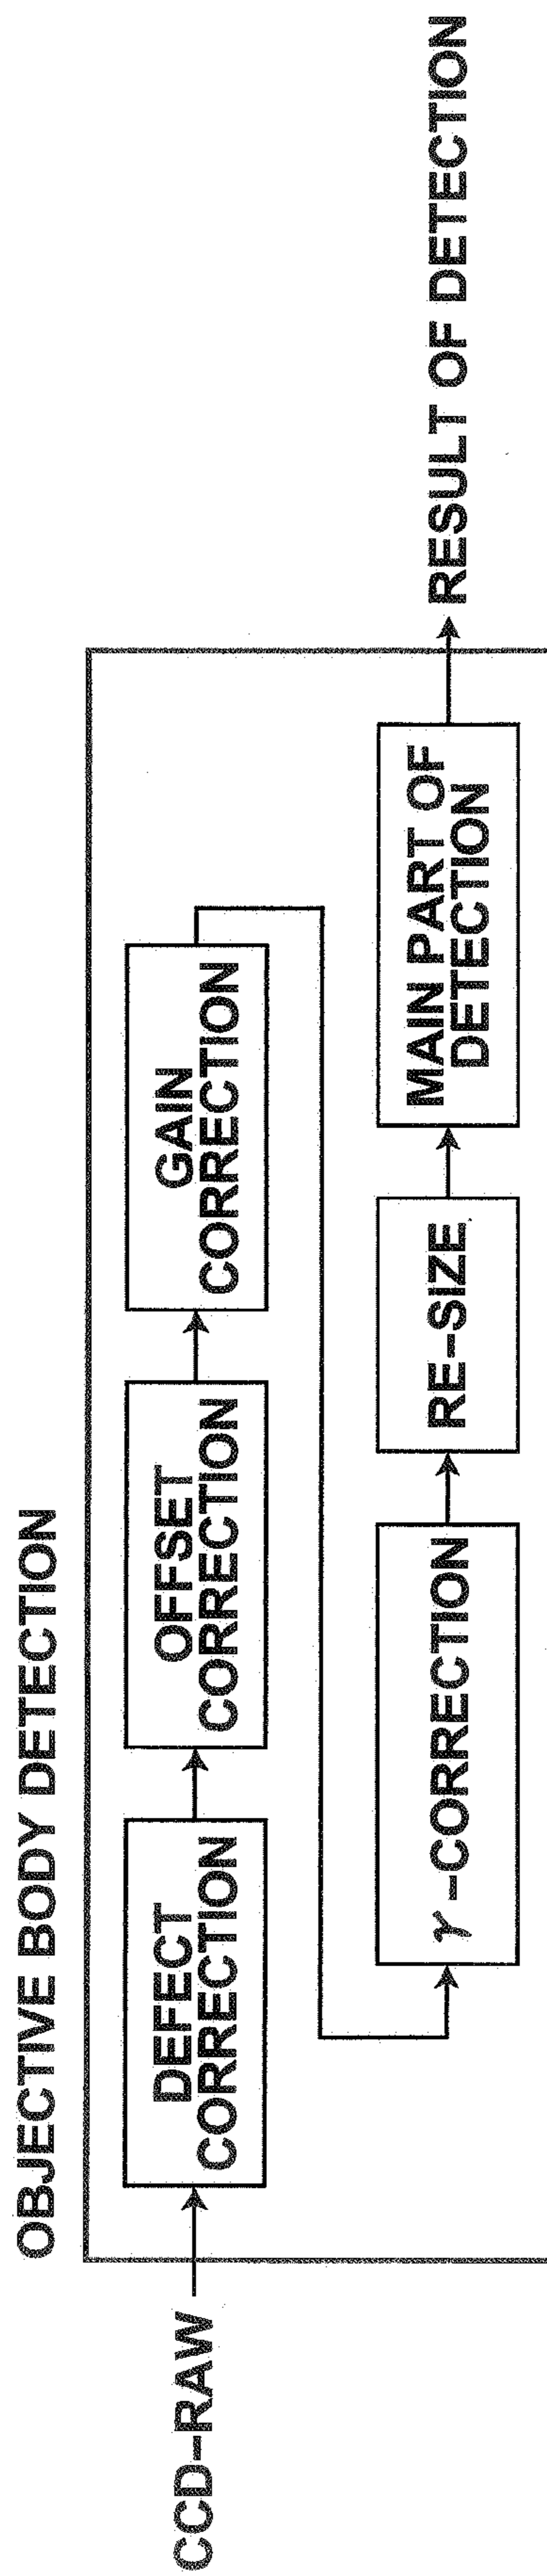 OBJECTIVE BODY DETECTION
CCD-RAW
DEFECT
CORRECTION
OFFSET
CORRECTION
GAIN
CORRECTION
γ-CORRECTION
RE-SIZE
MAIN PART OF
DETECTION
RESULT OF DETECTION